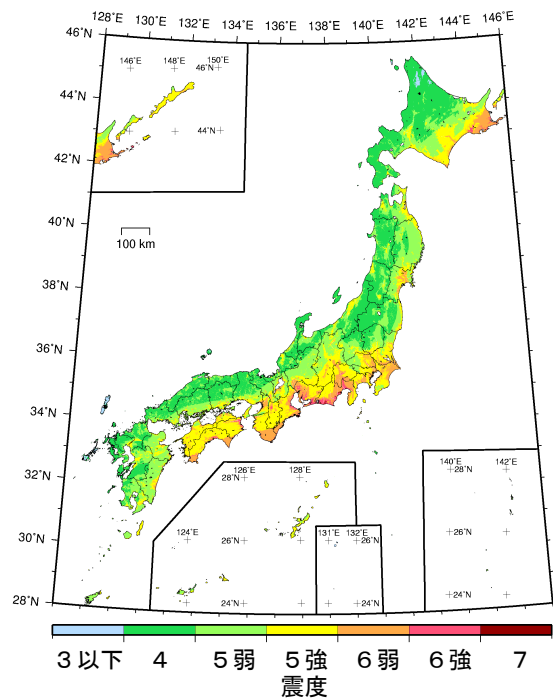 128°E 130°E 132°E 134°E 136°E 138°E 140°E 142°E 144°E 146°E
46°N
146°E 148°E 150°E
46°N
44°N
44°N
42°N
40°N
100 km
38°N
36°N
34°N
32°N
126°E 128°E
28°N
140°E 142°E
28°N
124°E
26°N
131°E 132°E
26°N
26°N
30°N
24°N
24°N
24°N
28°N
3以下 4 5弱 5強 6弱 6強 7
震度